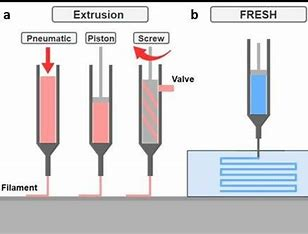 a
Extrusion
Pneumatic
Piston
Screw
Valve
Filament
b
FRESH